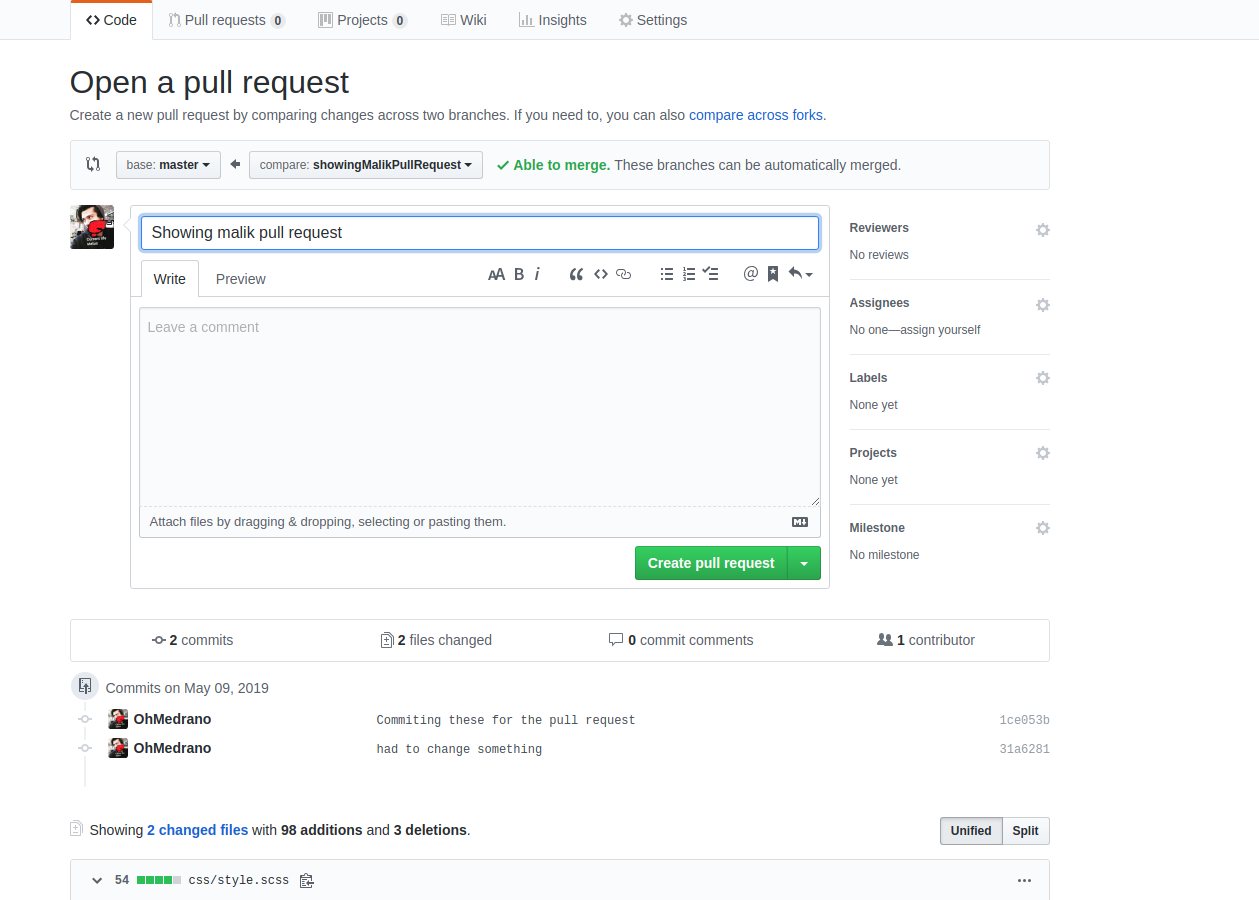 Code Pull requests 0 Projects 0 Wiki Insights Settings
Open a pull request
Create a new pull request by comparing changes across two branches. If you need to, you can also compare across forks.
base: master compare: showingMalikPullRequest Able to merge. These branches can be automatically merged.
Showing malik pull request
Write Preview AA B i @
Leave a comment
Attach files by dragging & dropping, selecting or pasting them.
Create pull request
Reviewers
No reviews
Assignees
No one—assign yourself
Labels
None yet
Projects
None yet
Milestone
No milestone
2 commits 2 files changed 0 commit comments 1 contributor
Commits on May 09, 2019
OhMedrano Commiting these for the pull request 1ce053b
OhMedrano had to change something 31a6281
Showing 2 changed files with 98 additions and 3 deletions. Unified Split
54 css/style.scss